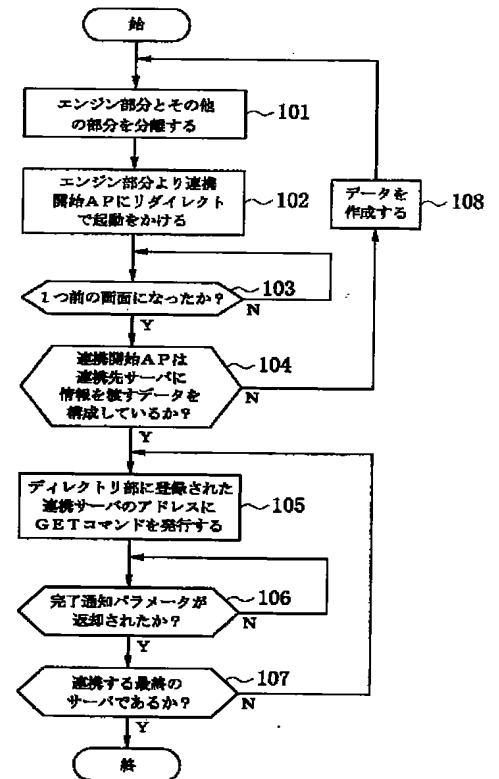 始
エンジン部分とその他
の部分を分離する
101
エンジン部分より連携
開始APにリダイレクト
で起動をかける
102
データを
作成する
108
1つ前の画面になったか?
103
N
Y
連携開始APは
連携先サーバに
情報を渡すデータを
構成しているか?
104
N
Y
ディレクトリ部に登録された
連携サーバのアドレスに
GETコマンドを発行する
105
完了通知パラメータが
返却されたか?
106
N
Y
連携する最終の
サーバであるか?
107
N
Y
終